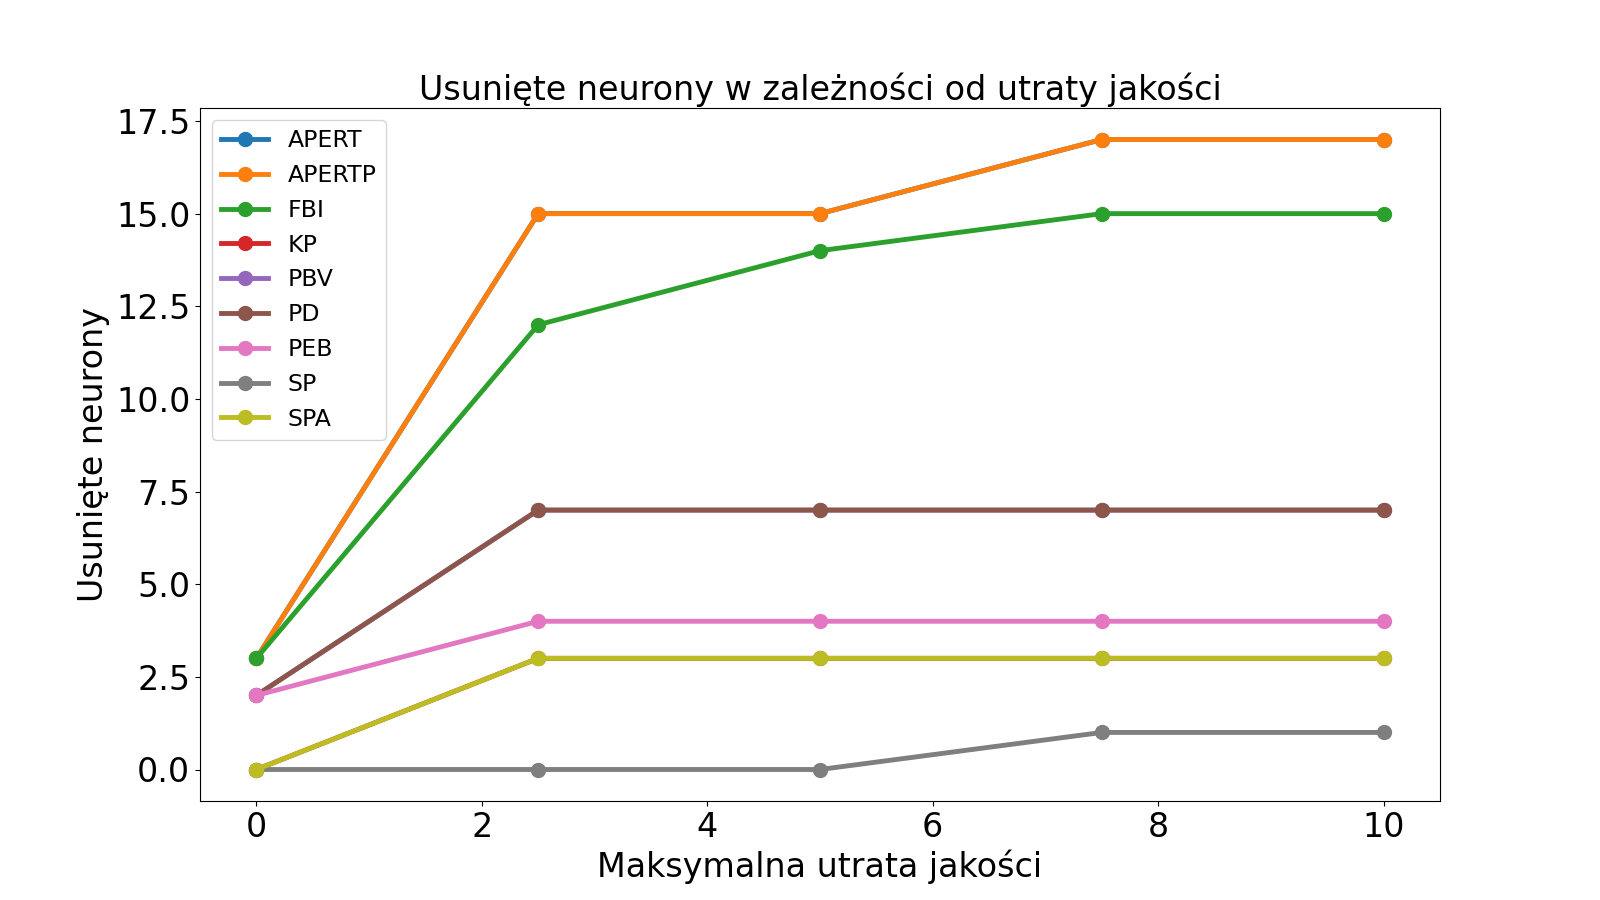 Usunięte neurony w zależności od utraty jakości
17.5
15.0
12.5
10.0
7.5
5.0
2.5
0.0
Usunięte neurony
APERT
APERTP
FBI
KP
PBV
PD
PEB
SP
SPA
0 2 4 6 8 10
Maksymalna utrata jakości